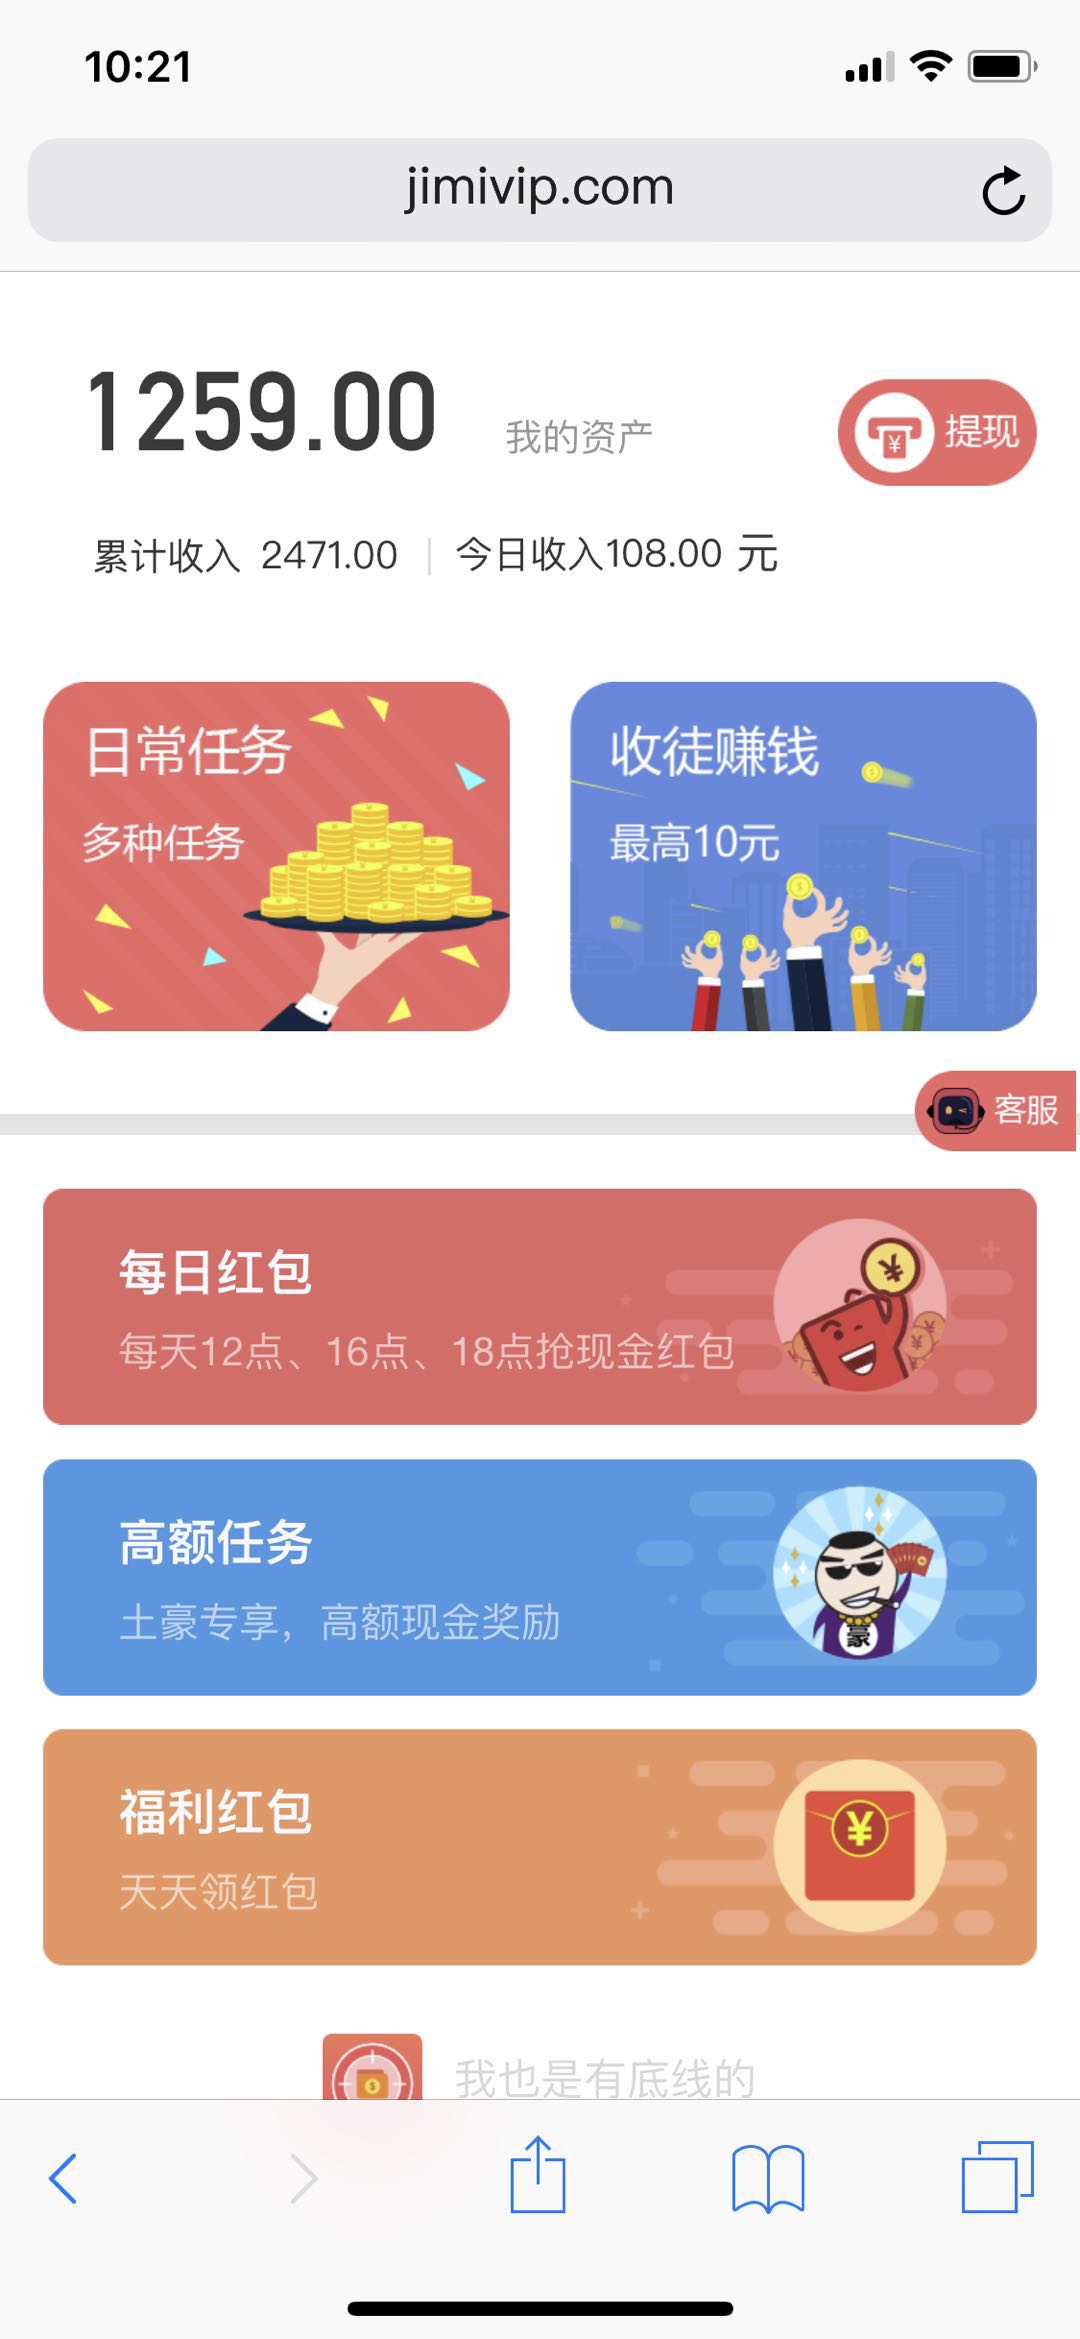 10:21
jimivip.com
1259.00 我的资产
提现
累计收入 2471.00 | 今日收入108.00 元
日常任务
多种任务
收徒赚钱
最高10元
客服
每日红包
每天12点、16点、18点抢现金红包
高额任务
土豪专享，高额现金奖励
豪
福利红包
天天领红包
我也是有底线的